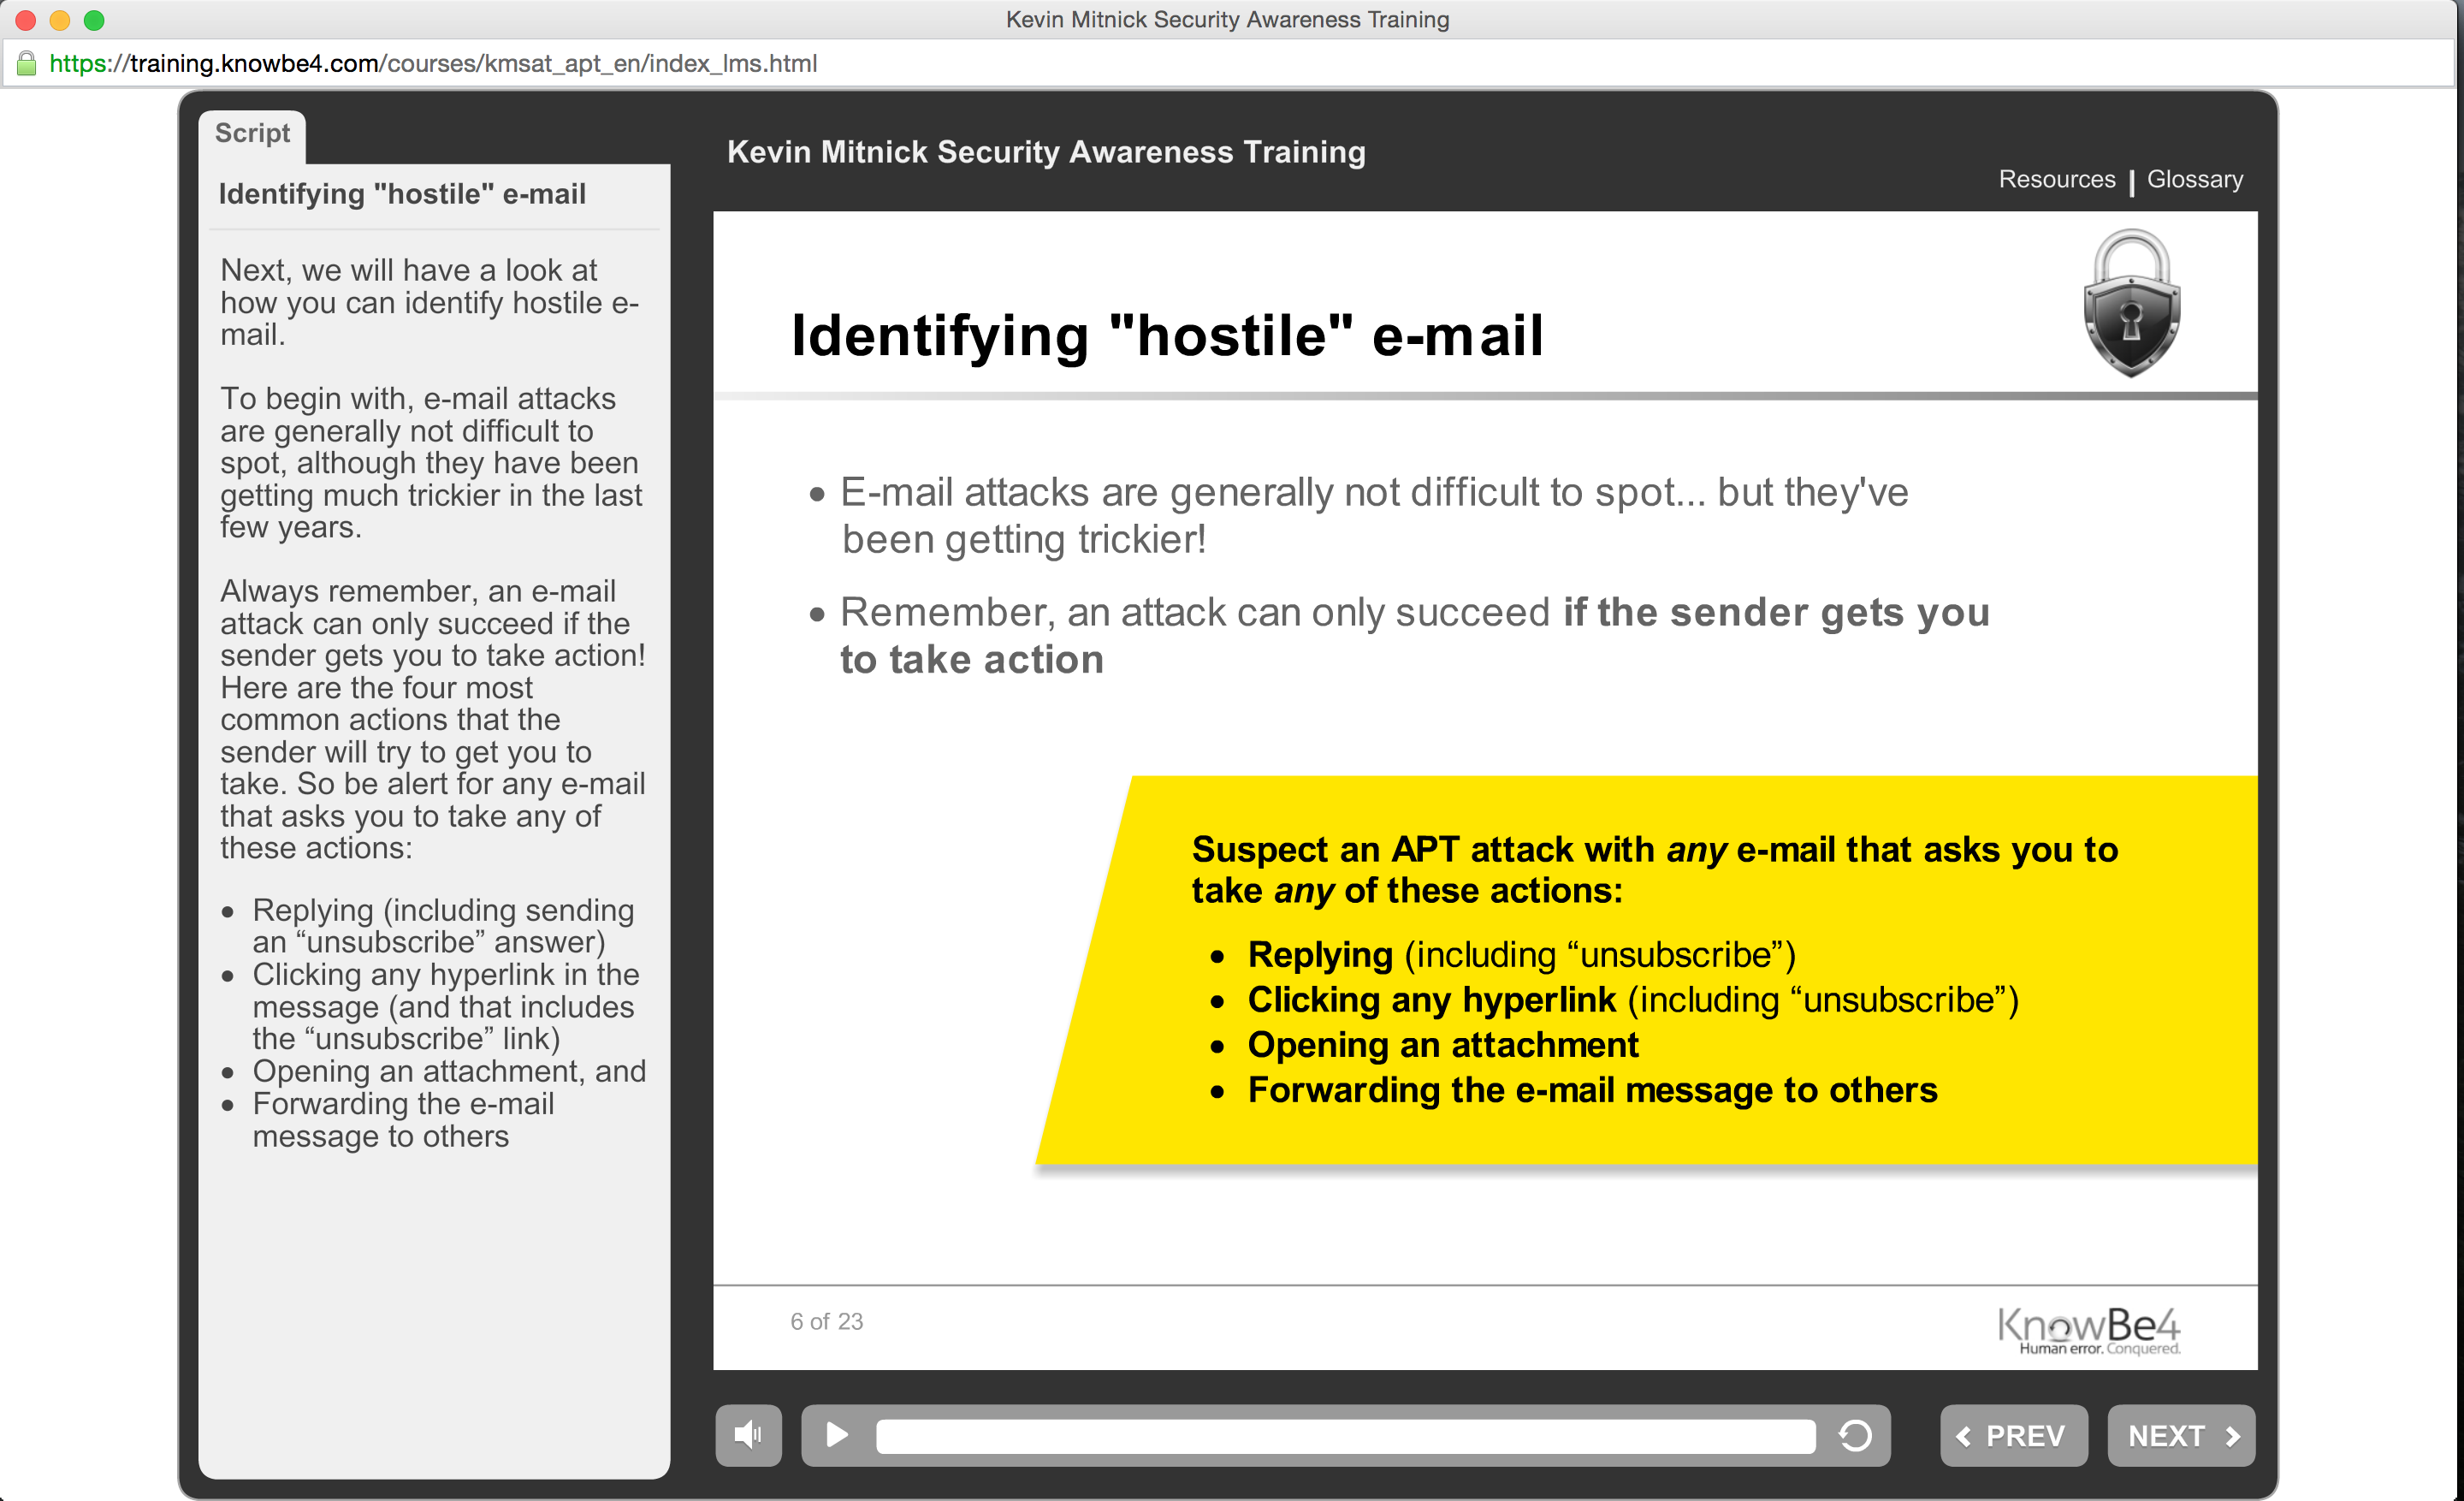 Kevin Mitnick Security Awareness Training
https://training.knowbe4.com/courses/kmsat_apt_en/index_lms.html
Script
Identifying "hostile" e-mail
Next, we will have a look at
how you can identify hostile e-
mail.
To begin with, e-mail attacks
are generally not difficult to
spot, although they have been
getting much trickier in the last
few years.
Always remember, an e-mail
attack can only succeed if the
sender gets you to take action!
Here are the four most
common actions that the
sender will try to get you to
take. So be alert for any e-mail
that asks you to take any of
these actions:
• Replying (including sending
an “unsubscribe” answer)
• Clicking any hyperlink in the
message (and that includes
the “unsubscribe” link)
• Opening an attachment, and
• Forwarding the e-mail
message to others
Kevin Mitnick Security Awareness Training
Resources | Glossary
Identifying "hostile" e-mail
• E-mail attacks are generally not difficult to spot... but they've
been getting trickier!
• Remember, an attack can only succeed if the sender gets you
to take action
Suspect an APT attack with any e-mail that asks you to
take any of these actions:
• Replying (including “unsubscribe”)
• Clicking any hyperlink (including “unsubscribe”)
• Opening an attachment
• Forwarding the e-mail message to others
6 of 23
KnowBe4
Human error. Conquered.
PREV
NEXT